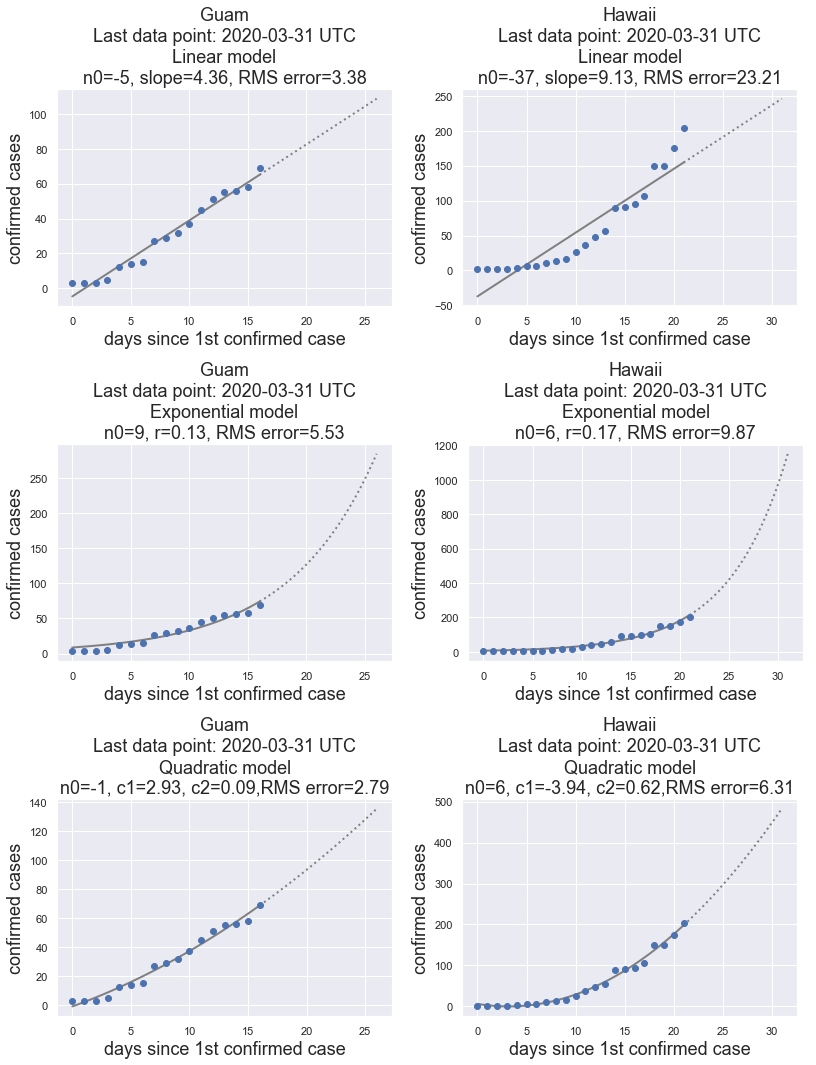 Guam
Last data point: 2020-03-31 UTC
Linear model
n0=-5, slope=4.36, RMS error=3.38
100
80
60
40
20
0
confirmed cases
0 5 10 15 20 25
days since 1st confirmed case
Hawaii
Last data point: 2020-03-31 UTC
Linear model
n0=-37, slope=9.13, RMS error=23.21
250
200
150
100
50
0
−50
confirmed cases
0 5 10 15 20 25 30
days since 1st confirmed case
Guam
Last data point: 2020-03-31 UTC
Exponential model
n0=9, r=0.13, RMS error=5.53
250
200
150
100
50
0
confirmed cases
0 5 10 15 20 25
days since 1st confirmed case
Hawaii
Last data point: 2020-03-31 UTC
Exponential model
n0=6, r=0.17, RMS error=9.87
1200
1000
800
600
400
200
0
confirmed cases
0 5 10 15 20 25 30
days since 1st confirmed case
Guam
Last data point: 2020-03-31 UTC
Quadratic model
n0=-1, c1=2.93, c2=0.09,RMS error=2.79
140
120
100
80
60
40
20
0
confirmed cases
0 5 10 15 20 25
days since 1st confirmed case
Hawaii
Last data point: 2020-03-31 UTC
Quadratic model
n0=6, c1=-3.94, c2=0.62,RMS error=6.31
500
400
300
200
100
0
confirmed cases
0 5 10 15 20 25 30
days since 1st confirmed case